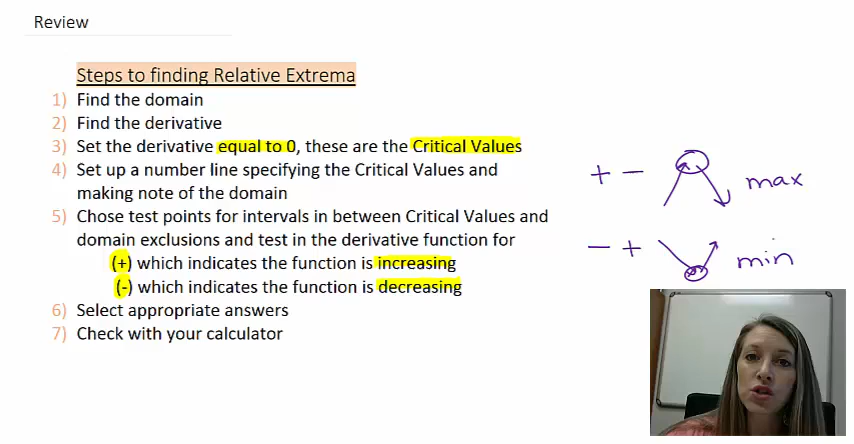 Review
Steps to finding Relative Extrema
1) Find the domain
2) Find the derivative
3) Set the derivative equal to 0, these are the Critical Values
4) Set up a number line specifying the Critical Values and
making note of the domain
5) Chose test points for intervals in between Critical Values and
domain exclusions and test in the derivative function for
(+) which indicates the function is increasing
(-) which indicates the function is decreasing
6) Select appropriate answers
7) Check with your calculator
+ - max
- + min